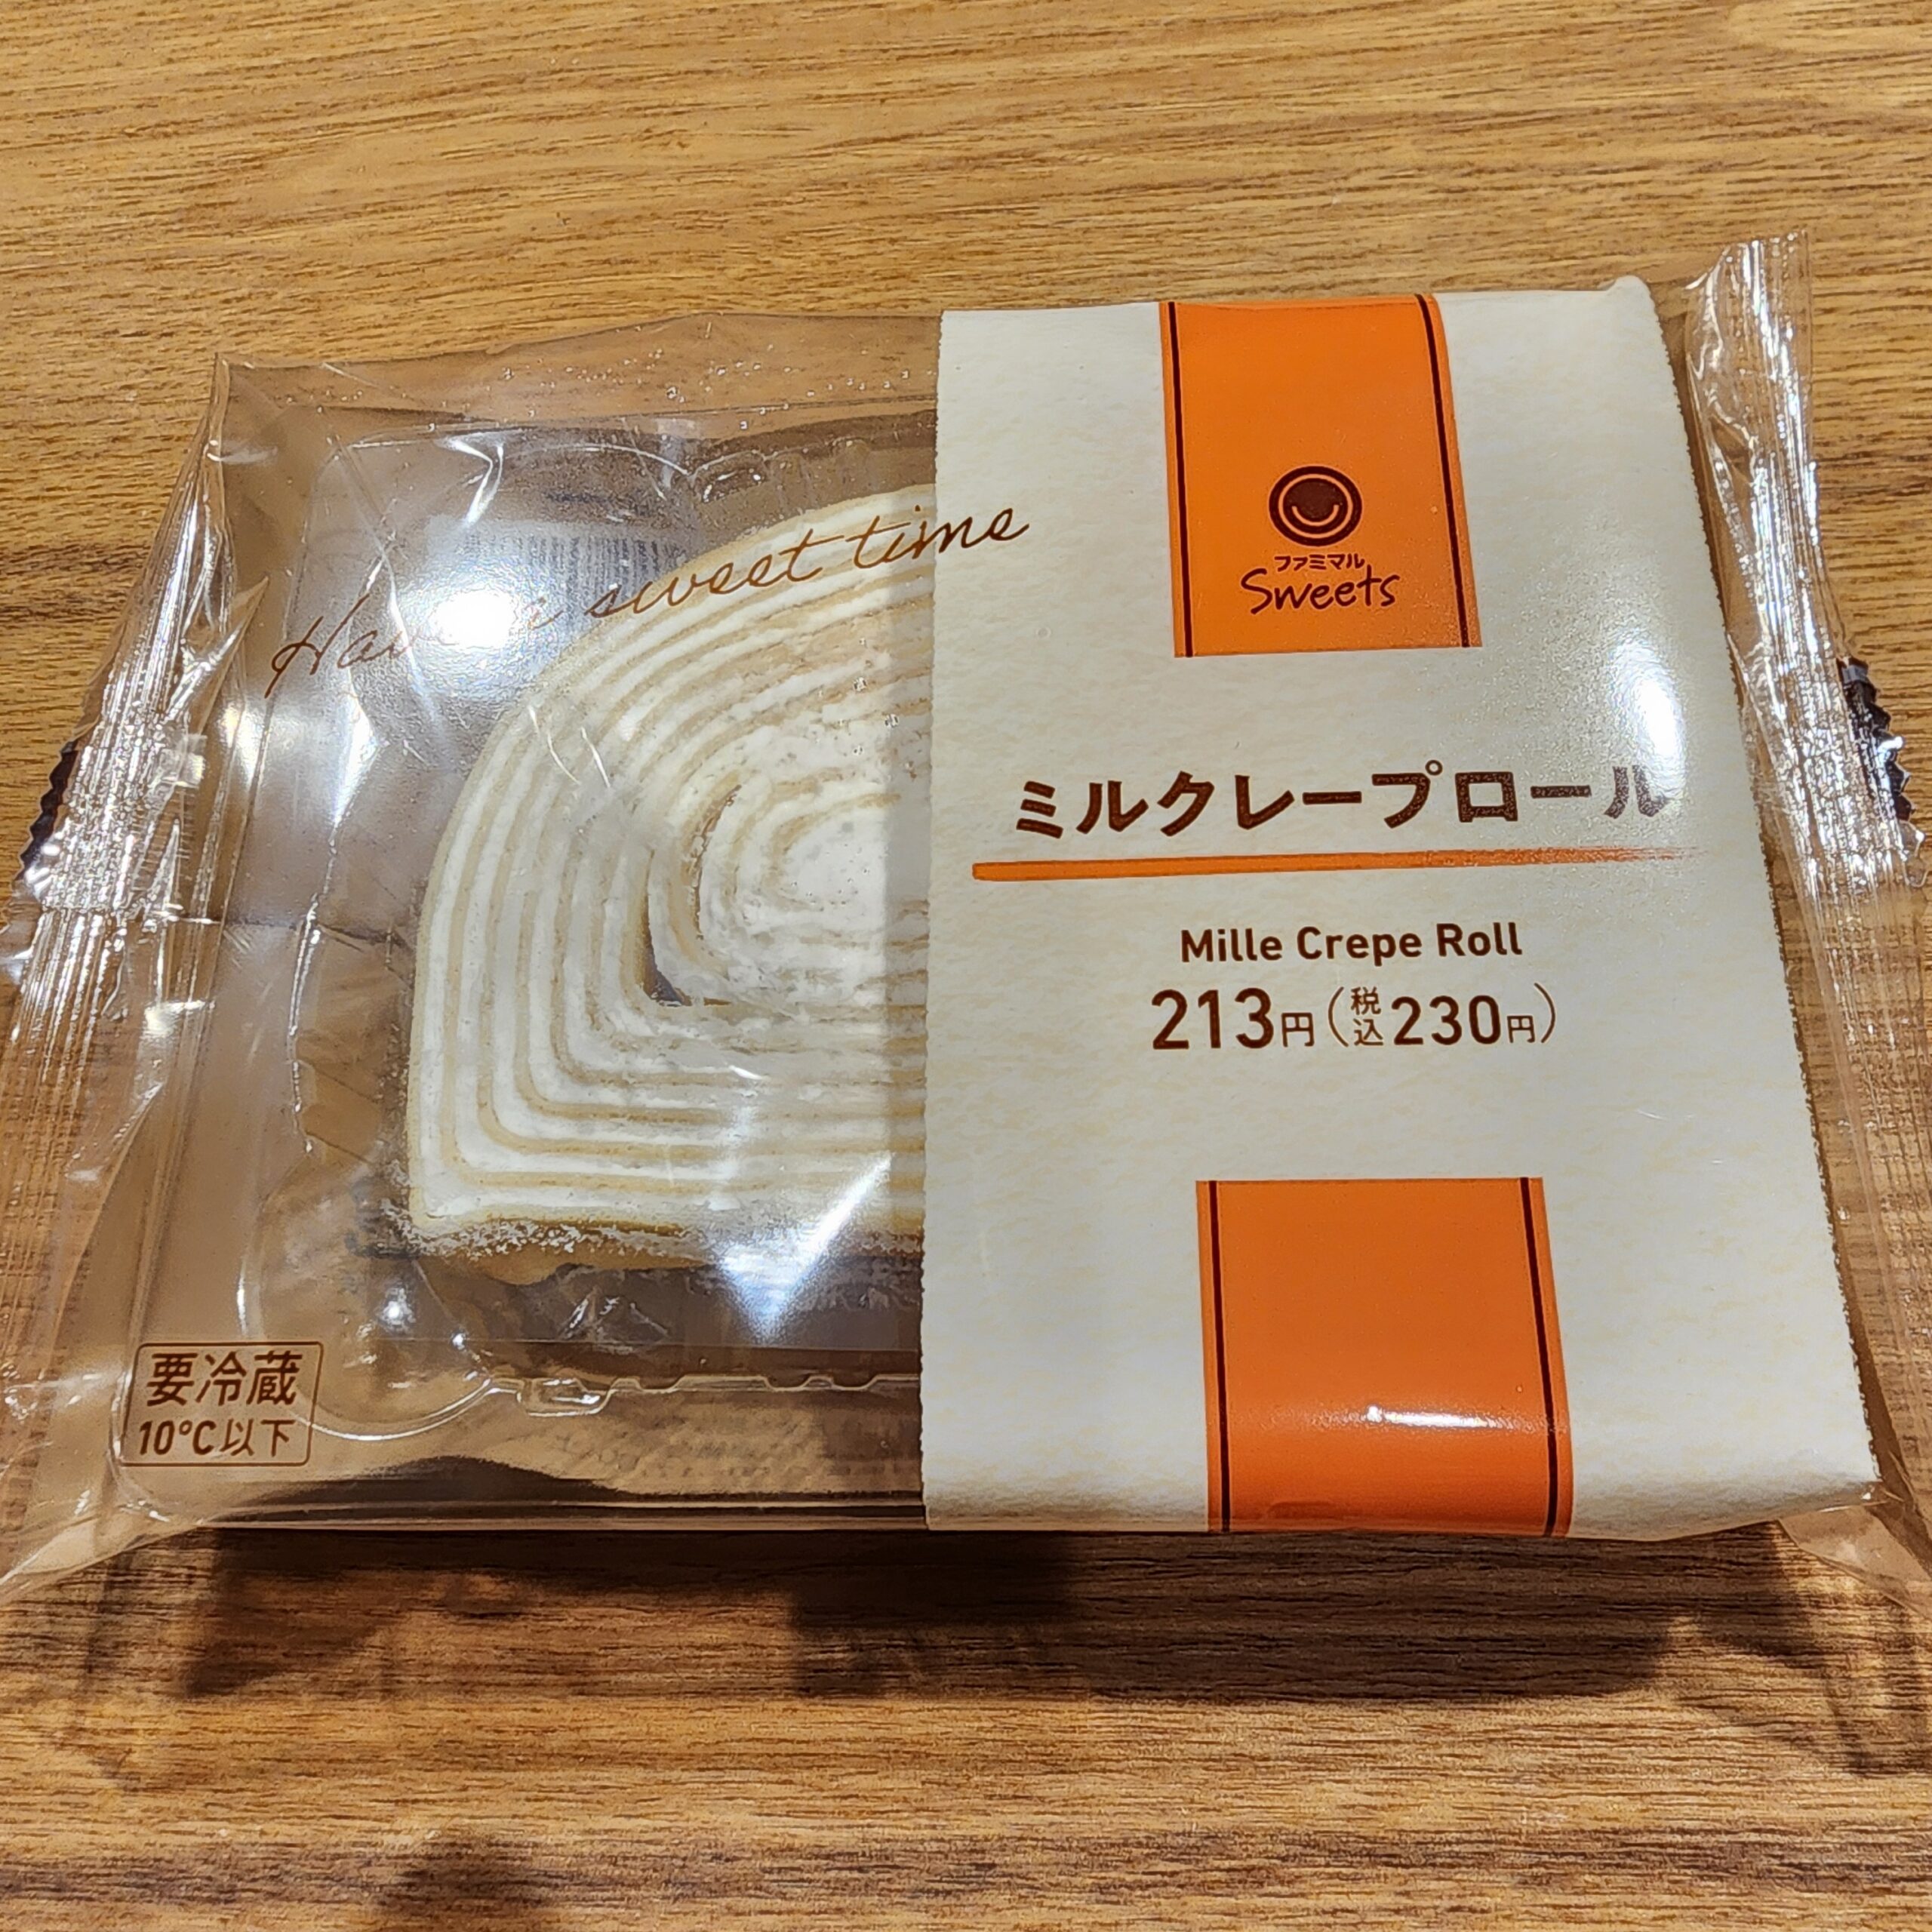 Have a sweet time
ファミマル
Sweets
ミルクレープロール
Mille Crepe Roll
213円（税込230円）
要冷蔵
10℃以下